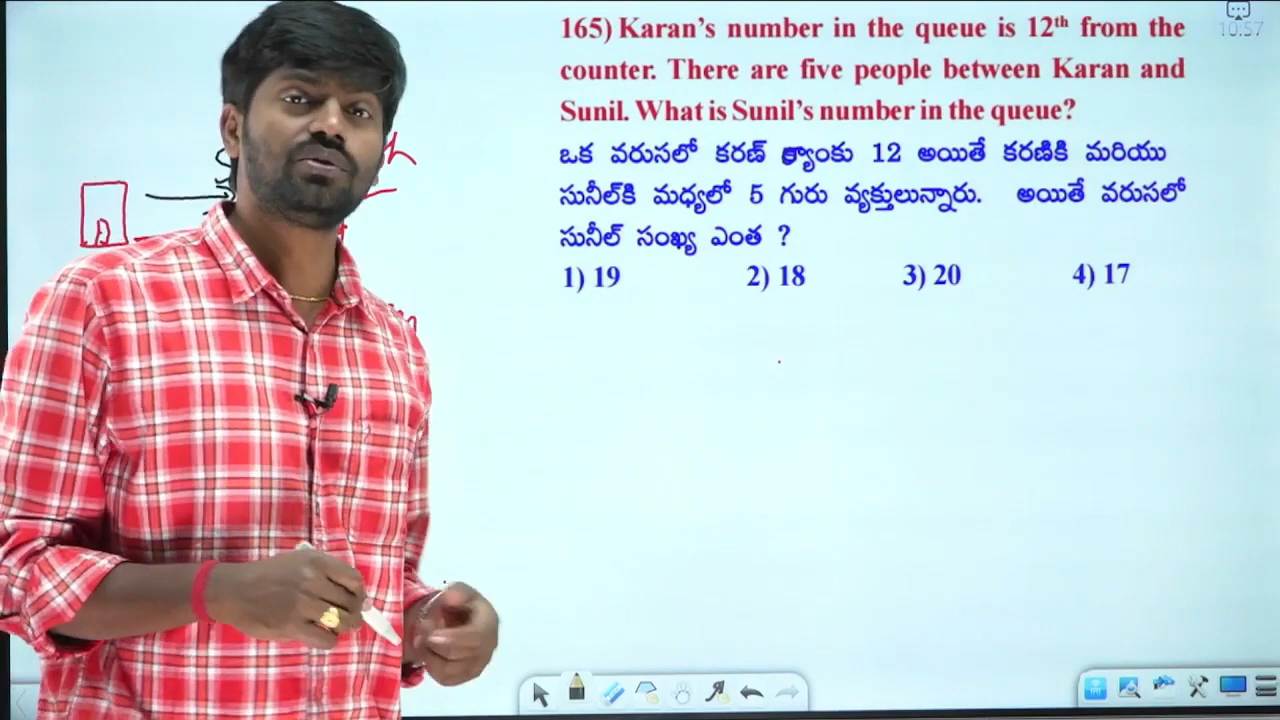 165) Karan's number in the queue is 12th from the
counter. There are five people between Karan and
Sunil. What is Sunil's number in the queue?
ఒక వరుసలో కరణ్ ర్యాంకు 12 అయితే కరణికి మరియు
సునీల్‌కి మధ్యలో 5 గురు వ్యక్తులున్నారు. అయితే వరుసలో
సునీల్ సంఖ్య ఎంత ?
1) 19 2) 18 3) 20 4) 17
10:57